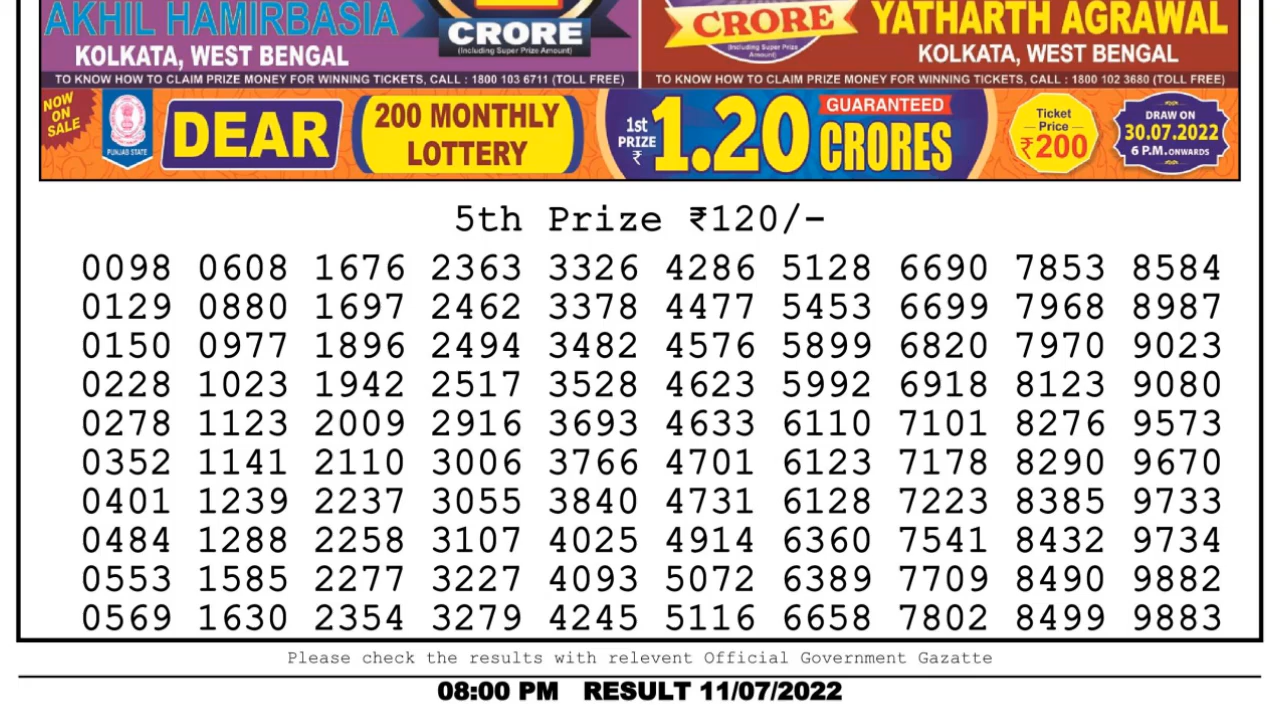 AKHIL HAMIRBASIA
KOLKATA, WEST BENGAL
CRORE
(Including Super Prize Amount)
CRORE
(Including Super Prize
Amount)
YATHARTH AGRAWAL
KOLKATA, WEST BENGAL
TO KNOW HOW TO CLAIM PRIZE MONEY FOR WINNING TICKETS, CALL : 1800 103 6711 (TOLL FREE)
TO KNOW HOW TO CLAIM PRIZE MONEY FOR WINNING TICKETS, CALL : 1800 102 3680 (TOLL FREE)
NOW
ON
SALE
PUNJAB STATE
DEAR
200 MONTHLY
LOTTERY
1st
PRIZE
₹
1.20
GUARANTEED
CRORES
Ticket
Price
₹200
DRAW ON
30.07.2022
6 P.M. ONWARDS
5th Prize ₹120/-
0098 0608 1676 2363 3326 4286 5128 6690 7853 8584
0129 0880 1697 2462 3378 4477 5453 6699 7968 8987
0150 0977 1896 2494 3482 4576 5899 6820 7970 9023
0228 1023 1942 2517 3528 4623 5992 6918 8123 9080
0278 1123 2009 2916 3693 4633 6110 7101 8276 9573
0352 1141 2110 3006 3766 4701 6123 7178 8290 9670
0401 1239 2237 3055 3840 4731 6128 7223 8385 9733
0484 1288 2258 3107 4025 4914 6360 7541 8432 9734
0553 1585 2277 3227 4093 5072 6389 7709 8490 9882
0569 1630 2354 3279 4245 5116 6658 7802 8499 9883
Please check the results with relevent Official Government Gazatte
08:00 PM RESULT 11/07/2022